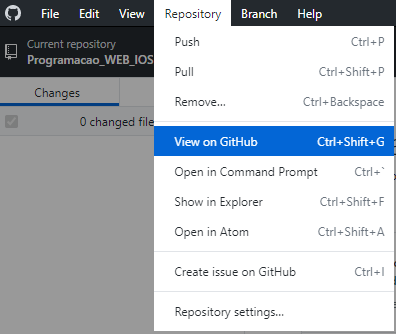 File Edit View Repository Branch Help
Current repository
Programacao_WEB_IOS
Changes
0 changed file
Push Ctrl+P
Pull Ctrl+Shift+P
Remove... Ctrl+Backspace
View on GitHub Ctrl+Shift+G
Open in Command Prompt Ctrl+`
Show in Explorer Ctrl+Shift+F
Open in Atom Ctrl+Shift+A
Create issue on GitHub Ctrl+I
Repository settings...